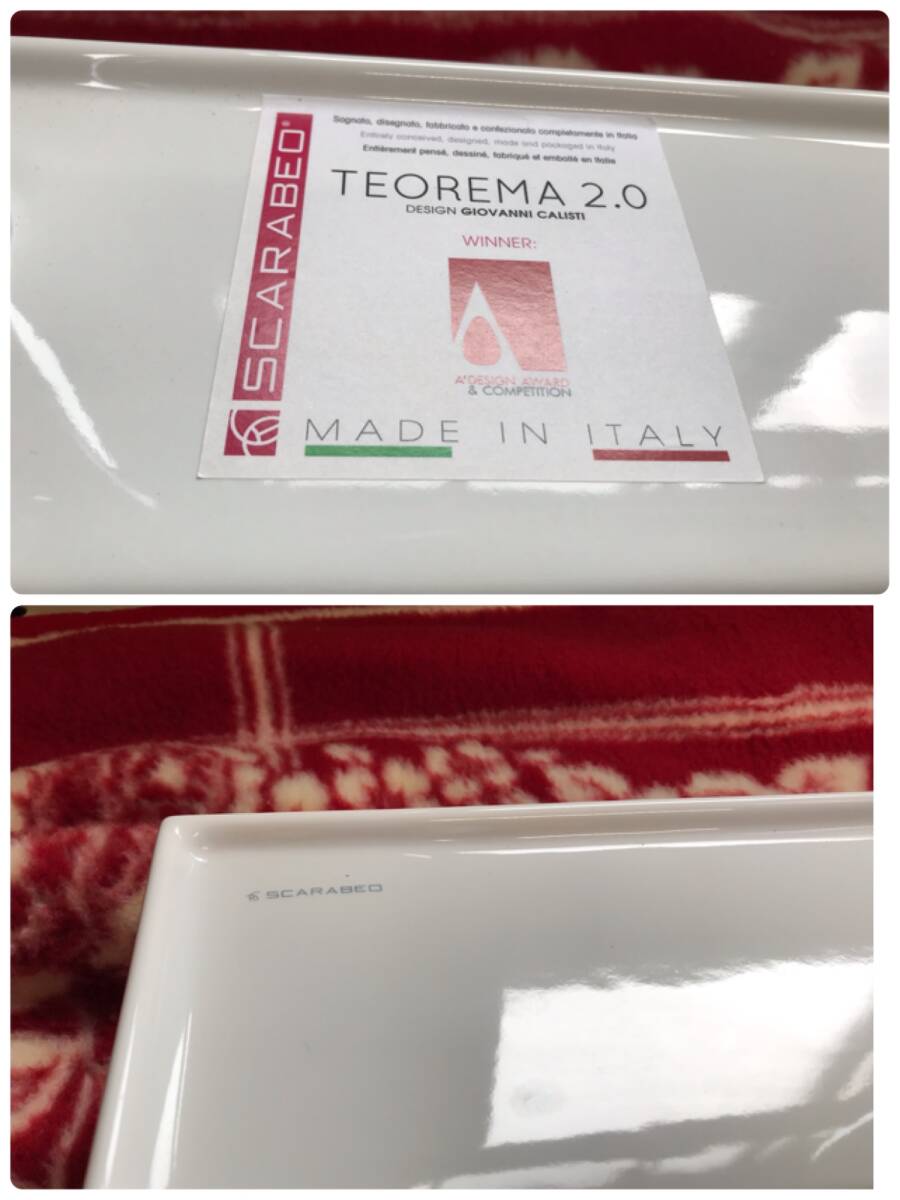 Sognato, disegnato, fabbricato e confezionato completamente in Italia
Entirely conceived, designed, made and packaged in Italy
Entièrement pensé, dessiné, fabriqué et emballé en Italie
TEOREMA 2.0
DESIGN GIOVANNI CALISTI
WINNER:
A'DESIGN AWARD
& COMPETITION
MADE IN ITALY
SCARABEO®
SCARABEO